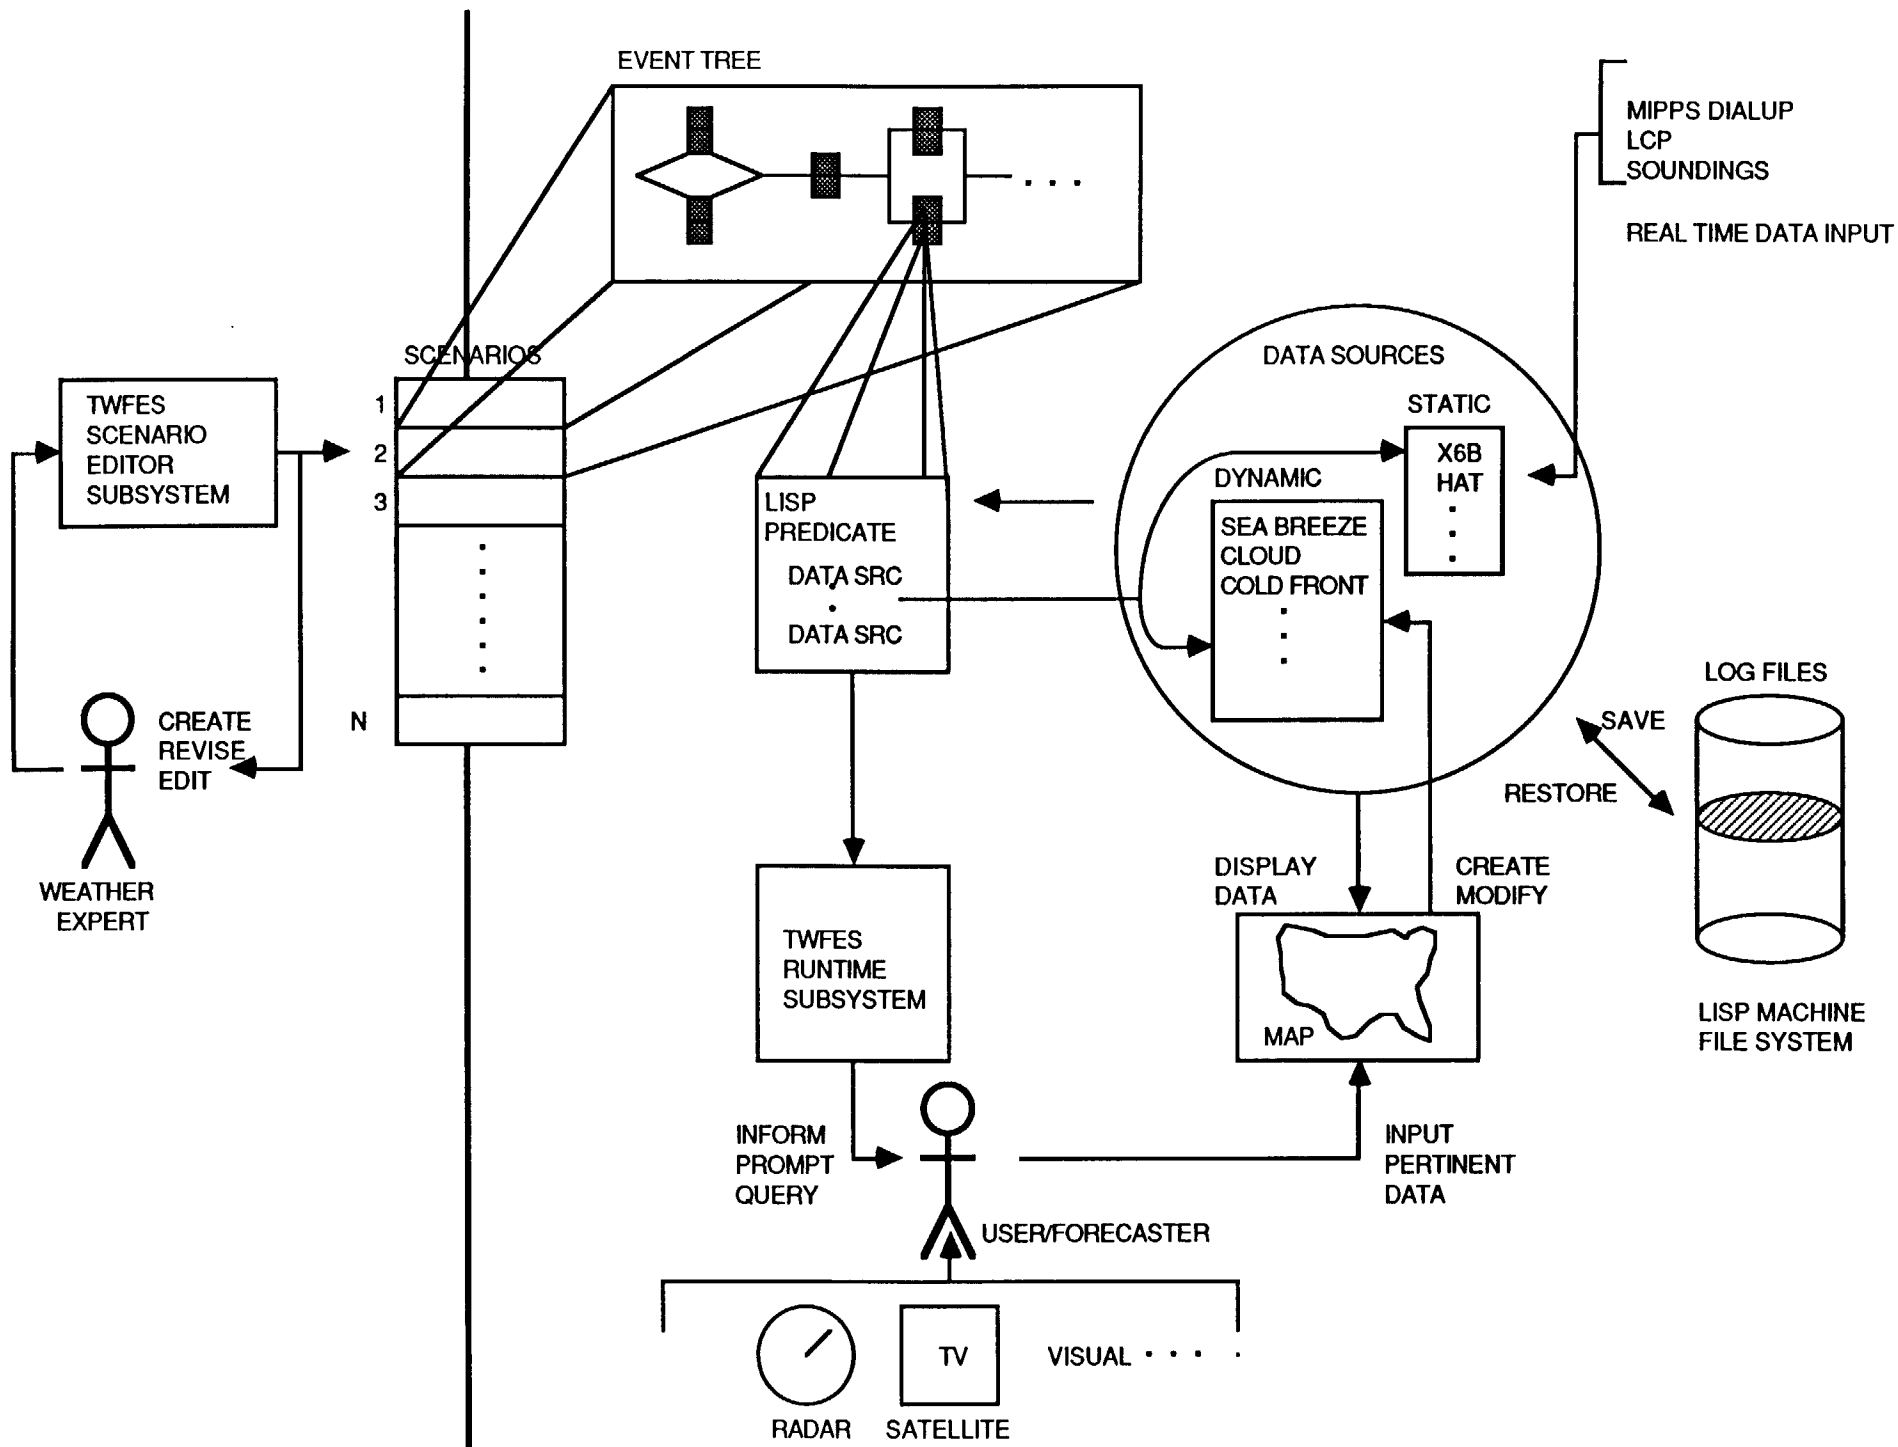 EVENT TREE
MIPPS DIALUP
LCP
SOUNDINGS
REAL TIME DATA INPUT
SCENARIOS
1
2
3
N
TWFES
SCENARIO
EDITOR
SUBSYSTEM
CREATE
REVISE
EDIT
WEATHER
EXPERT
LISP
PREDICATE
DATA SRC
DATA SRC
DATA SOURCES
STATIC
X6B
HAT
DYNAMIC
SEA BREEZE
CLOUD
COLD FRONT
LOG FILES
SAVE
RESTORE
LISP MACHINE
FILE SYSTEM
DISPLAY
DATA
CREATE
MODIFY
MAP
TWFES
RUNTIME
SUBSYSTEM
INFORM
PROMPT
QUERY
INPUT
PERTINENT
DATA
USER/FORECASTER
TV
VISUAL . . . .
RADAR
SATELLITE